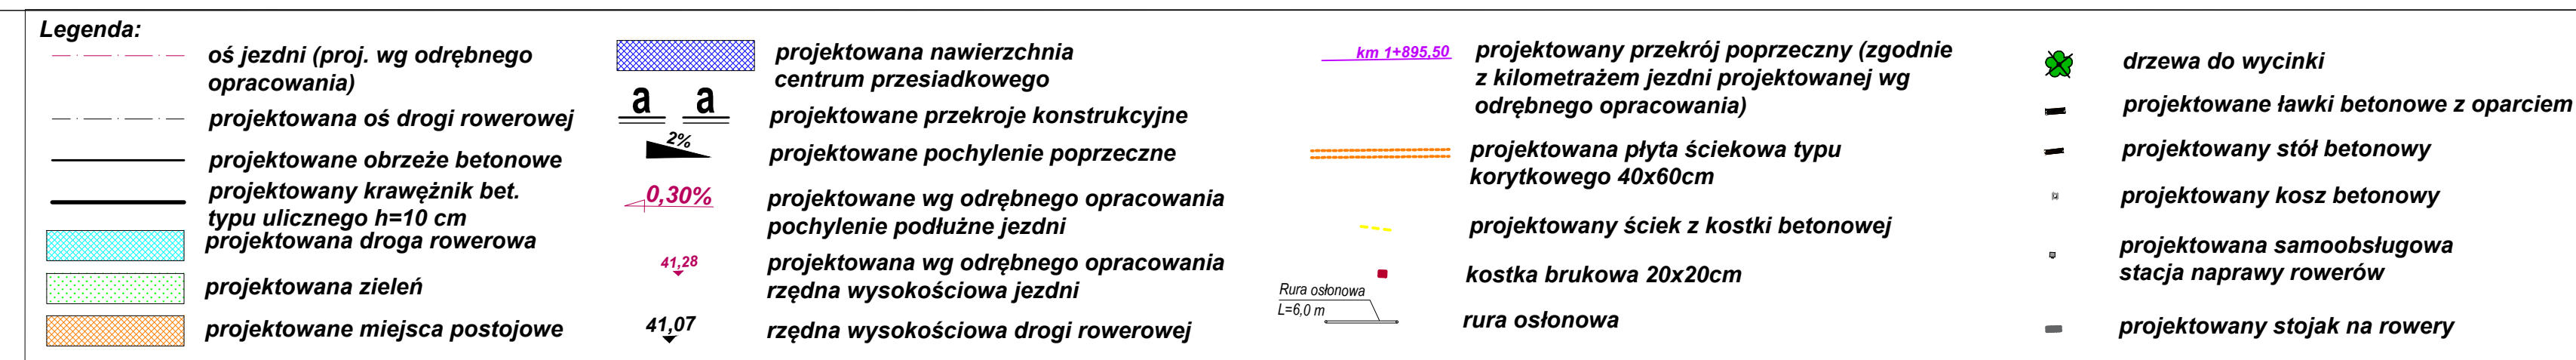 Legenda:
oś jezdni (proj. wg odrębnego
opracowania)
projektowana oś drogi rowerowej
projektowane obrzeże betonowe
projektowany krawężnik bet.
typu ulicznego h=10 cm
projektowana droga rowerowa
projektowana zieleń
projektowane miejsca postojowe
projektowana nawierzchnia
centrum przesiadkowego
a a
projektowane przekroje konstrukcyjne
2%
projektowane pochylenie poprzeczne
0,30%
projektowane wg odrębnego opracowania
pochylenie podłużne jezdni
41,28
projektowana wg odrębnego opracowania
rzędna wysokościowa jezdni
41,07
rzędna wysokościowa drogi rowerowej
km 1+895,50
projektowany przekrój poprzeczny (zgodnie
z kilometrażem jezdni projektowanej wg
odrębnego opracowania)
projektowana płyta ściekowa typu
korytkowego 40x60cm
projektowany ściek z kostki betonowej
kostka brukowa 20x20cm
Rura osłonowa
L=6,0 m
rura osłonowa
drzewa do wycinki
projektowane ławki betonowe z oparciem
projektowany stół betonowy
projektowany kosz betonowy
projektowana samoobsługowa
stacja naprawy rowerów
projektowany stojak na rowery